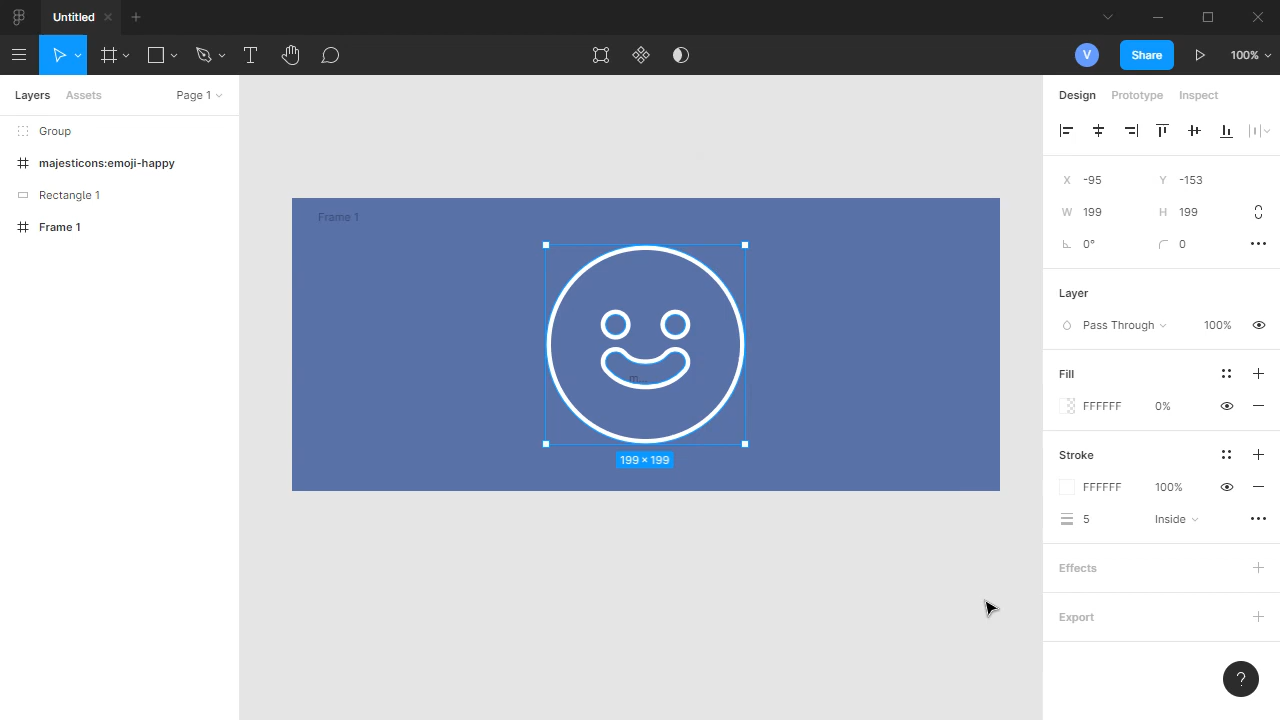 Untitled
V
Share
100%
Layers Assets Page 1
Group
majesticons:emoji-happy
Rectangle 1
Frame 1
Frame 1
199 × 199
Design Prototype Inspect
X -95 Y -153
W 199 H 199
0° 0
Layer
Pass Through 100%
Fill
FFFFFF 0%
Stroke
FFFFFF 100%
5 Inside
Effects
Export
?